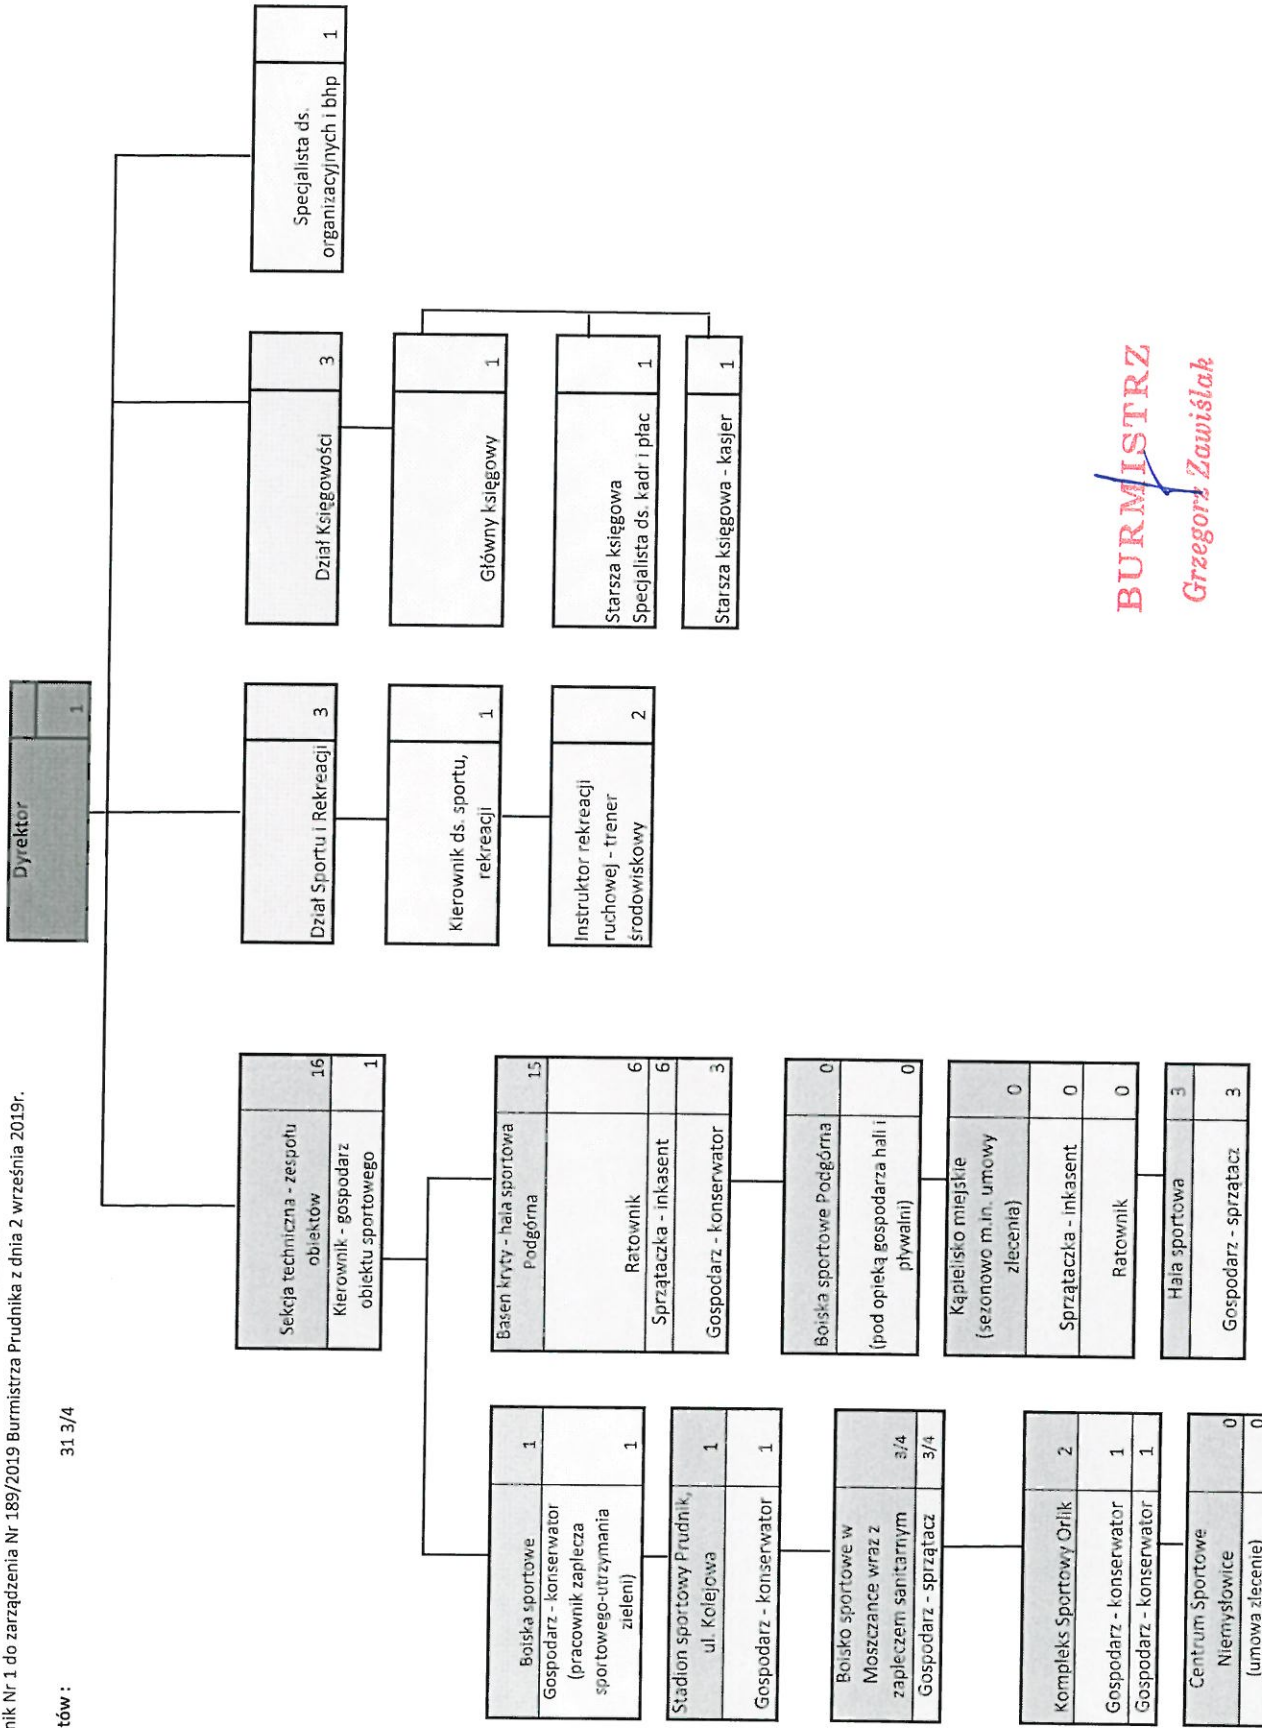 nik Nr 1 do zarządzenia Nr 189/2019 Burmistrza Prudnika z dnia 2 września 2019r.
tów : 31 3/4
Dyrektor
1
Sekcja techniczna - zespołu
obiektów 16
Kierownik - gospodarz
obiektu sportowego 1
Dział Sportu i Rekreacji 3
Kierownik ds. sportu,
rekreacji 1
Instruktor rekreacji
ruchowej - trener
środowiskowy 2
Dział Księgowości 3
Główny księgowy 1
Starsza księgowa
Specjalista ds. kadr i płac 1
Starsza księgowa - kasjer 1
Specjalista ds.
organizacyjnych i bhp 1
Boiska sportowe 1
Gospodarz - konserwator
(pracownik zaplecza
sportowego-utrzymania
zieleni) 1
Stadion sportowy Prudnik,
ul. Kolejowa 1
Gospodarz - konserwator 1
Boisko sportowe w
Moszczance wraz z
zapleczem sanitarnym 3/4
Gospodarz - sprzątacz 3/4
Kompleks Sportowy Orlik 2
Gospodarz - konserwator 1
Gospodarz - konserwator 1
Centrum Sportowe
Niemysłowice 0
(umowa zlecenie) 0
Basen kryty - hala sportowa
Podgórna 15
Ratownik 6
Sprzątaczka - inkasent 6
Gospodarz - konserwator 3
Boiska sportowe Podgórna 0
(pod opieką gospodarza hali i
pływalni) 0
Kąpielisko miejskie
(sezonowo m.in. umowy
zlecenia) 0
Sprzątaczka - inkasent 0
Ratownik 0
Hala sportowa 3
Gospodarz - sprzątacz 3
BURMISTRZ
Grzegorz Zawiślak